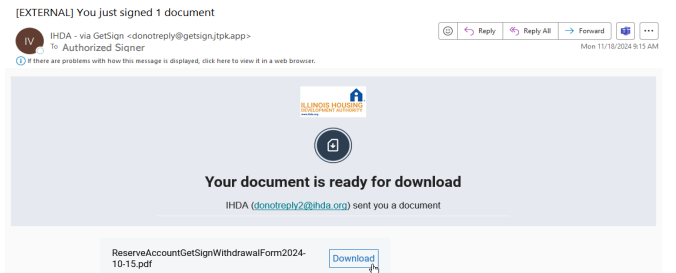 [EXTERNAL] You just signed 1 document
IV
IHDA - via GetSign <donotreply@getsign.jtpk.app>
To Authorized Signer
Reply
Reply All
Forward
Mon 11/18/2024 9:15 AM
If there are problems with how this message is displayed, click here to view it in a web browser.
ILLINOIS HOUSING
DEVELOPMENT AUTHORITY
www.ihda.org
Your document is ready for download
IHDA (donotreply2@ihda.org) sent you a document
ReserveAccountGetSignWithdrawalForm2024-
10-15.pdf
Download